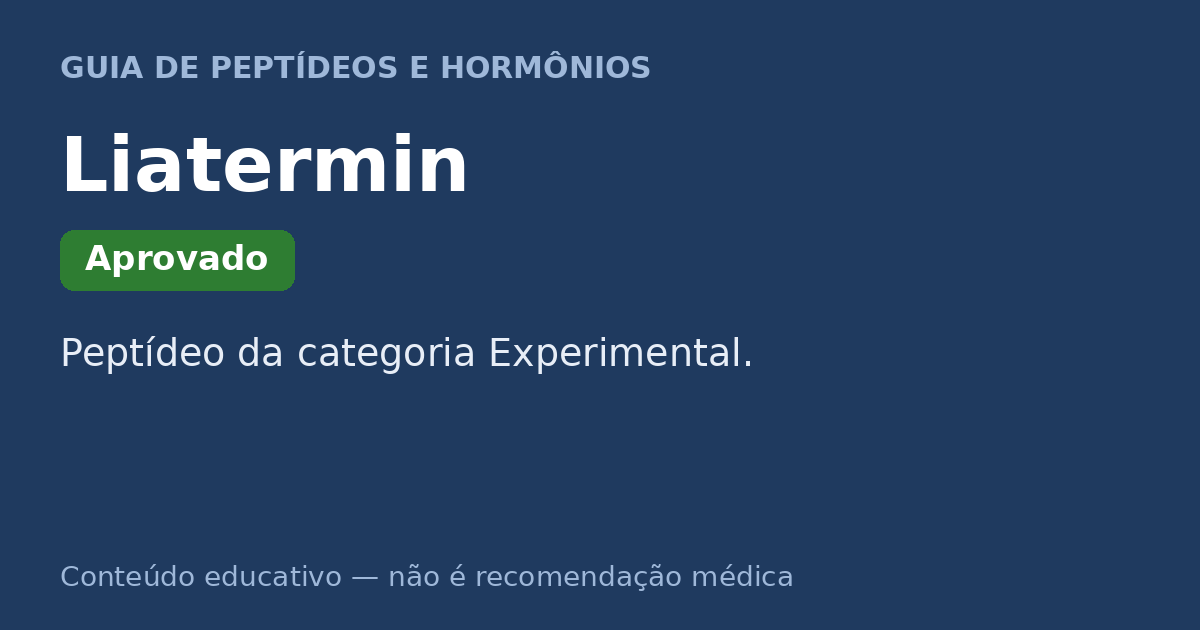 GUIA DE PEPTÍDEOS E HORMÔNIOS
Liatermin
Aprovado
Peptídeo da categoria Experimental.
Conteúdo educativo — não é recomendação médica